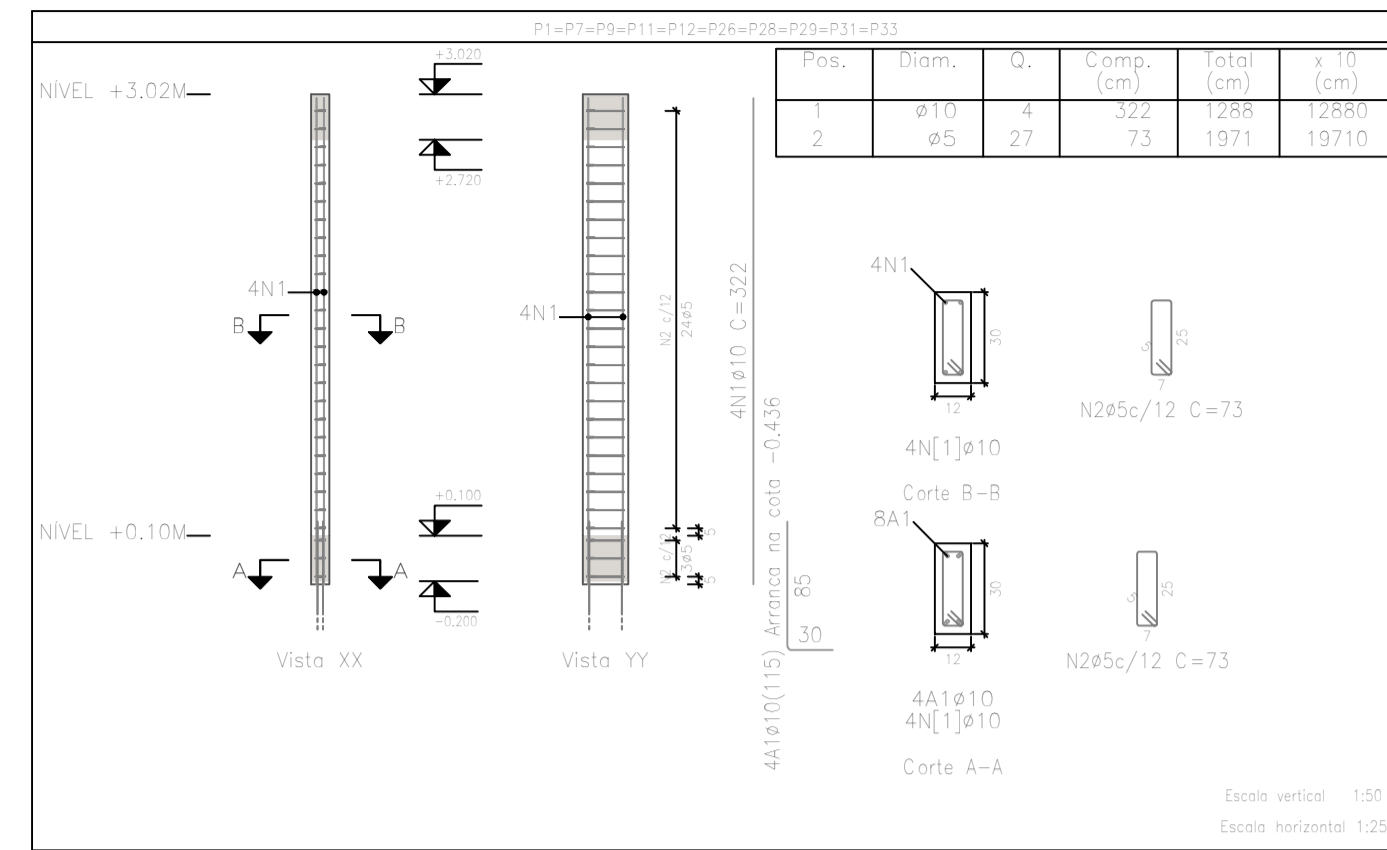 P1=P7=P9=P11=P12=P26=P28=P29=P31=P33
Pos. Diam. Q. Comp. (cm) Total (cm) x 10 (cm)
1 ø10 4 322 1288 12880
2 ø5 27 73 1971 19710
NÍVEL +3.02M
+3.020
+2.720
4N1
B B
+0.100
NÍVEL +0.10M
A A
-0.200
Vista XX
4N1
N2 c/12
24ø5
5
N2 c/12
3ø5
5
Vista YY
4N1ø10 C=322
4A1ø10(115) Arranca na cota -0.436
85
30
4N1
30
12
4N[1]ø10
Corte B-B
5
25
7
N2ø5c/12 C=73
8A1
30
12
4A1ø10
4N[1]ø10
Corte A-A
5
25
7
N2ø5c/12 C=73
Escala vertical 1:50
Escala horizontal 1:25